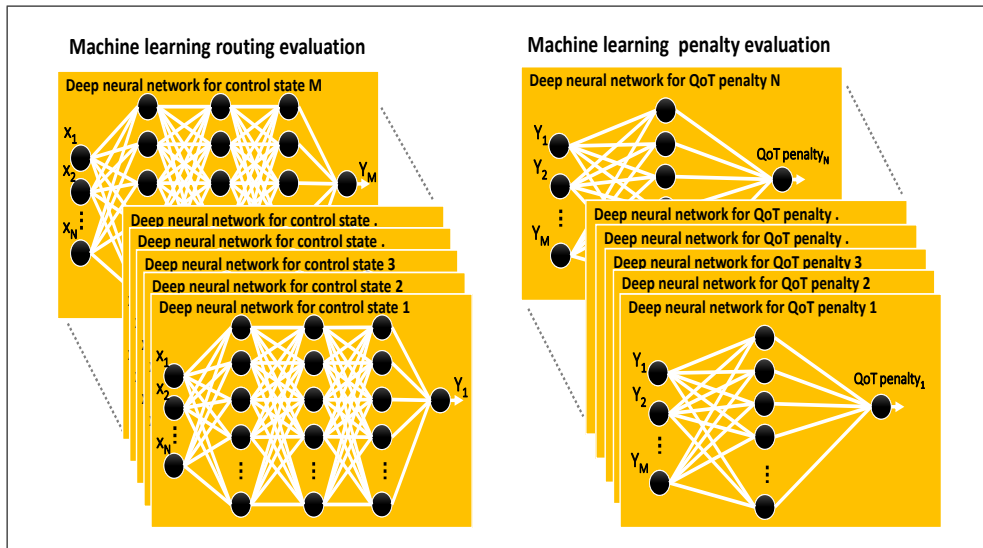 Machine learning routing evaluation
Deep neural network for control state M
X1
X2
XN
YM
Deep neural network for control state .
Deep neural network for control state .
Deep neural network for control state 3
Deep neural network for control state 2
Deep neural network for control state 1
X1
X2
XN
Y1
Machine learning penalty evaluation
Deep neural network for QoT penalty N
Y1
Y2
YM
QoT penaltyN
Deep neural network for QoT penalty .
Deep neural network for QoT penalty .
Deep neural network for QoT penalty 3
Deep neural network for QoT penalty 2
Deep neural network for QoT penalty 1
Y1
Y2
YM
QoT penalty1